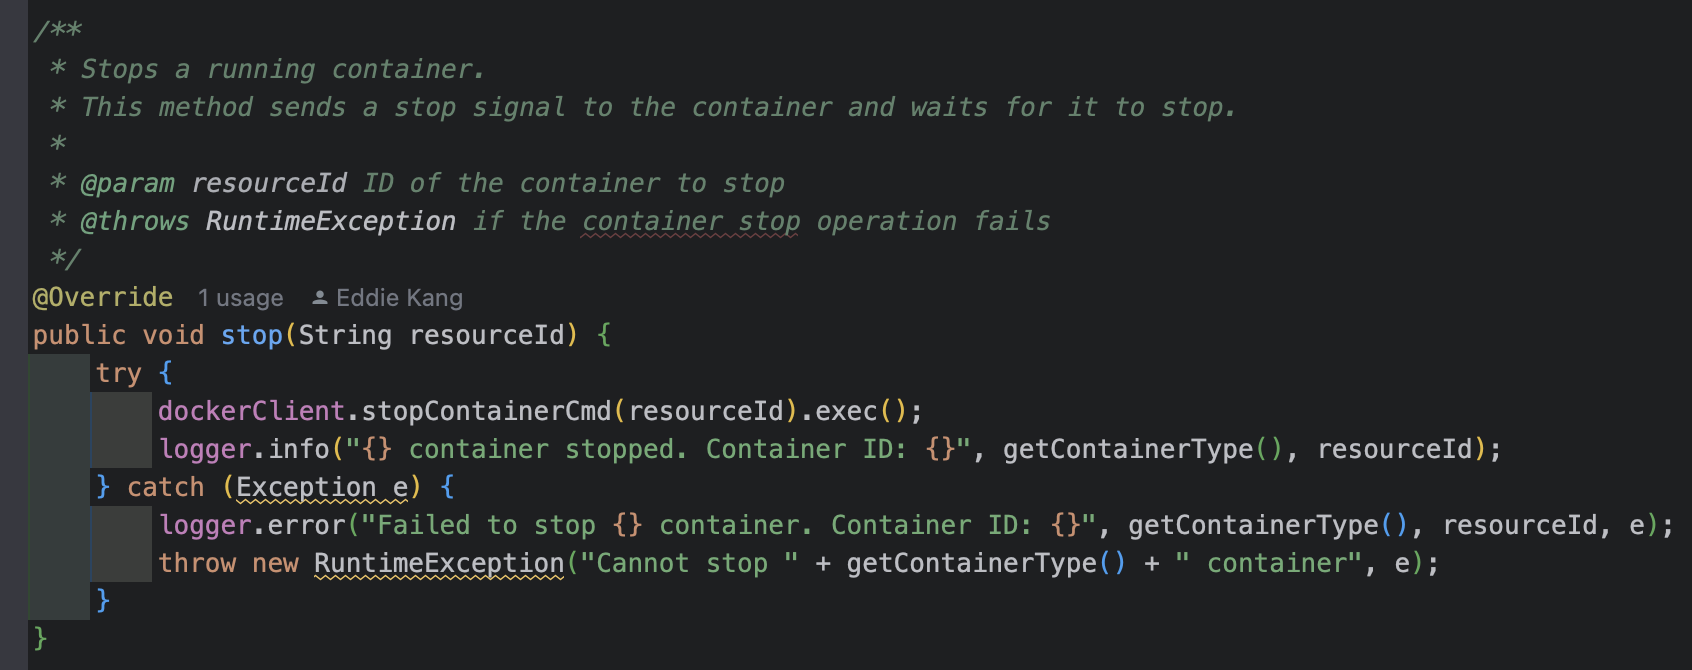 /**
 * Stops a running container.
 * This method sends a stop signal to the container and waits for it to stop.
 *
 * @param resourceId ID of the container to stop
 * @throws RuntimeException if the container stop operation fails
 */
@Override 1 usage Eddie Kang
public void stop(String resourceId) {
    try {
        dockerClient.stopContainerCmd(resourceId).exec();
        logger.info("{} container stopped. Container ID: {}", getContainerType(), resourceId);
    } catch (Exception e) {
        logger.error("Failed to stop {} container. Container ID: {}", getContainerType(), resourceId, e);
        throw new RuntimeException("Cannot stop " + getContainerType() + " container", e);
    }
}